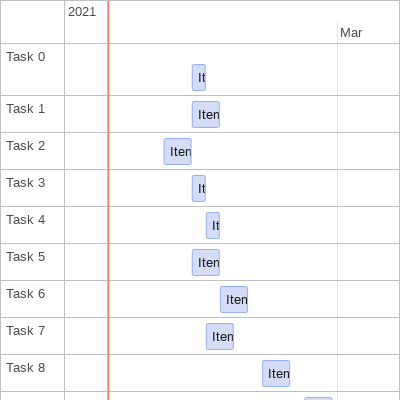 2021
Mar
Task 0
It
Task 1
Iten
Task 2
Iten
Task 3
It
Task 4
It
Task 5
Iten
Task 6
Iten
Task 7
Iten
Task 8
Iten